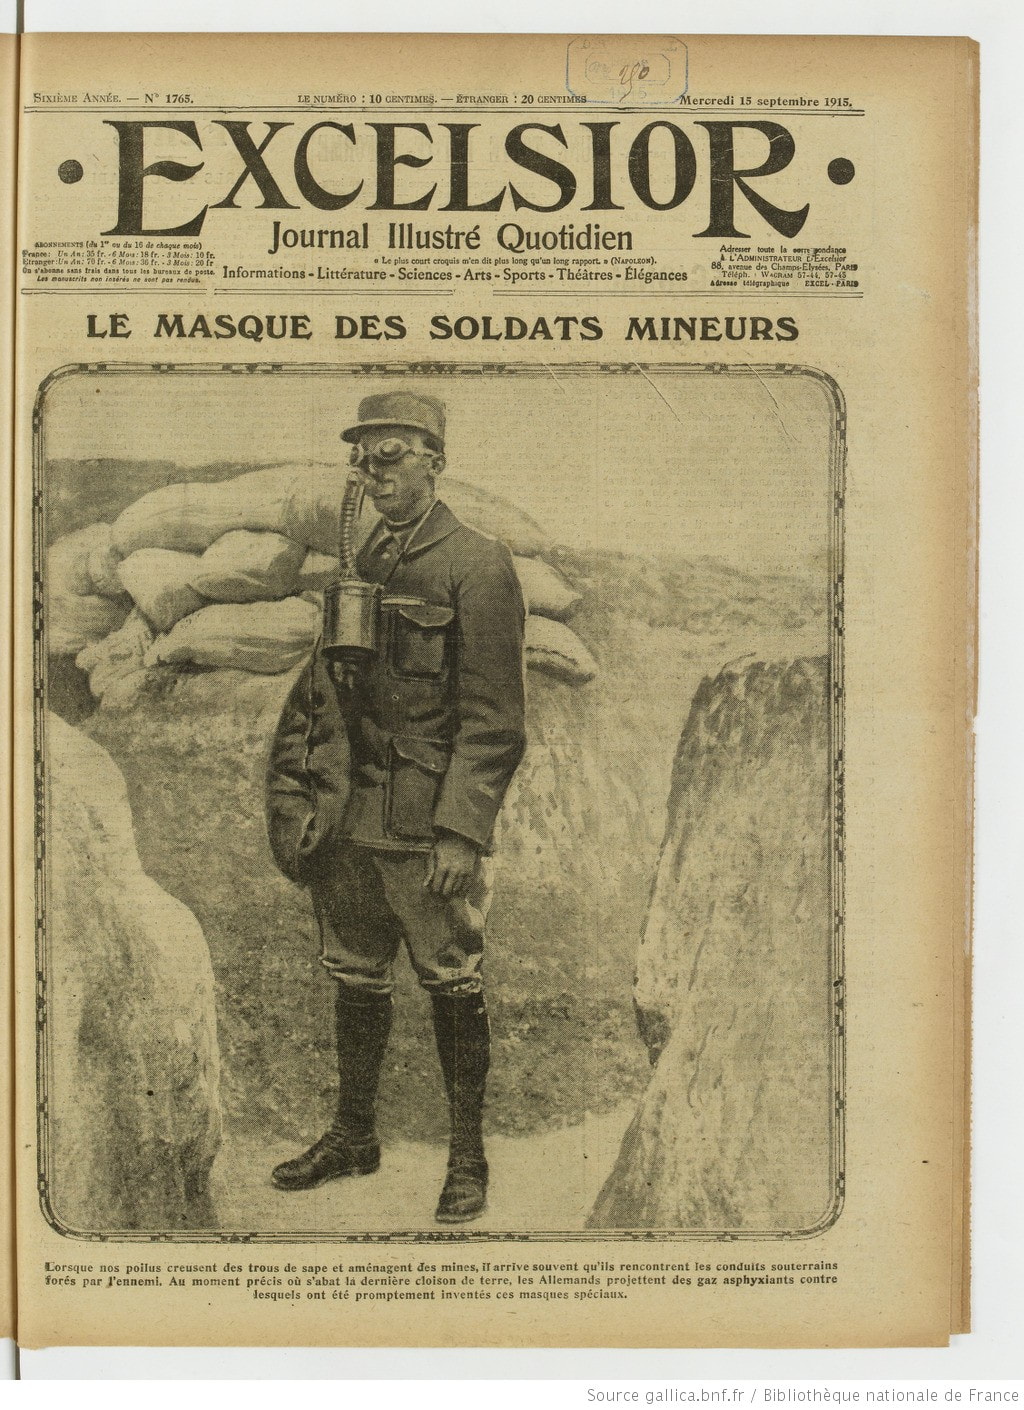 SIXIÈME ANNÉE. — N° 1765.
LE NUMÉRO : 10 CENTIMES. — ÉTRANGER : 20 CENTIMES
Mercredi 15 septembre 1915.
EXCELSIOR
Journal Illustré Quotidien
ABONNEMENTS (du 1er ou du 16 de chaque mois)
France : Un An : 35 fr. - 6 Mois : 18 fr. - 3 Mois : 10 fr.
Étranger : Un An : 70 fr. - 6 Mois : 36 fr. - 3 Mois : 20 fr
On s'abonne sans frais dans tous les bureaux de poste.
Les manuscrits non insérés ne sont pas rendus.
« Le plus court croquis m'en dit plus long qu'un long rapport. » (NAPOLÉON).
Informations - Littérature - Sciences - Arts - Sports - Théâtres - Élégances
Adresser toute la correspondance
À L'ADMINISTRATEUR D'Excelsior
88, avenue des Champs-Elysées, PARIS
Téléph. : WAGRAM 57-44, 57-45
Adresse télégraphique EXCEL-PARIS
LE MASQUE DES SOLDATS MINEURS
Lorsque nos poilus creusent des trous de sape et aménagent des mines, il arrive souvent qu'ils rencontrent les conduits souterrains
forés par l'ennemi. Au moment précis où s'abat la dernière cloison de terre, les Allemands projettent des gaz asphyxiants contre
lesquels ont été promptement inventés ces masques spéciaux.
Source gallica.bnf.fr / Bibliothèque nationale de France